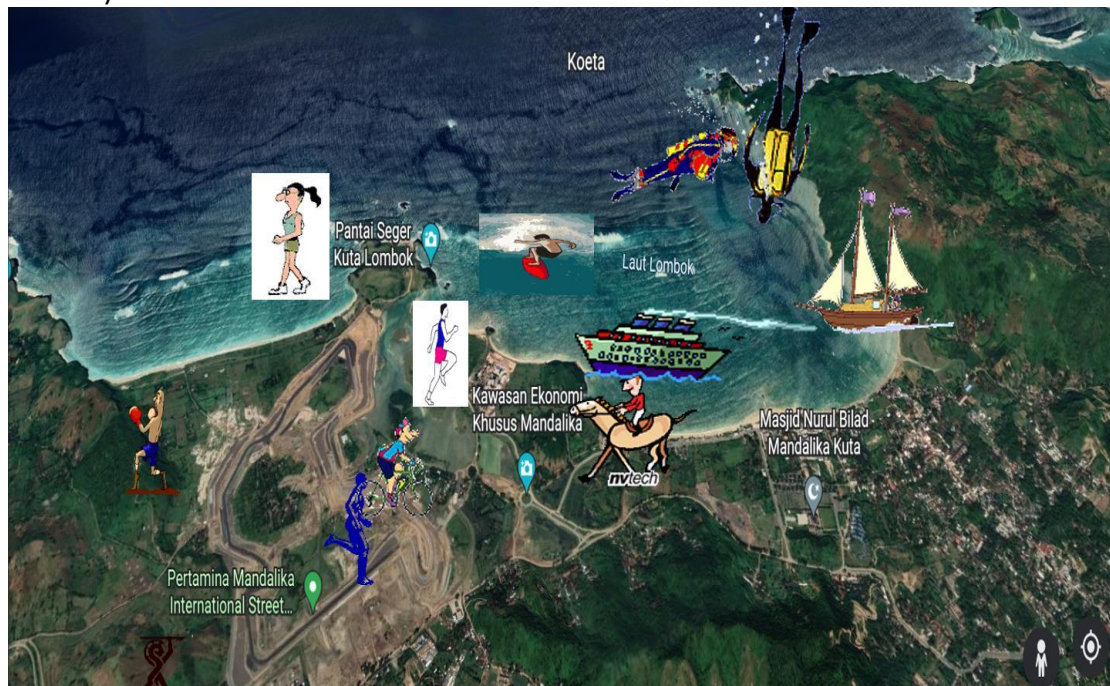 Koeta
Pantai Seger
Kuta Lombok
Laut Lombok
Kawasan Ekonomi
Khusus Mandalika
Masjid Nurul Bilad
Mandalika Kuta
nvtech
Pertamina Mandalika
International Street...